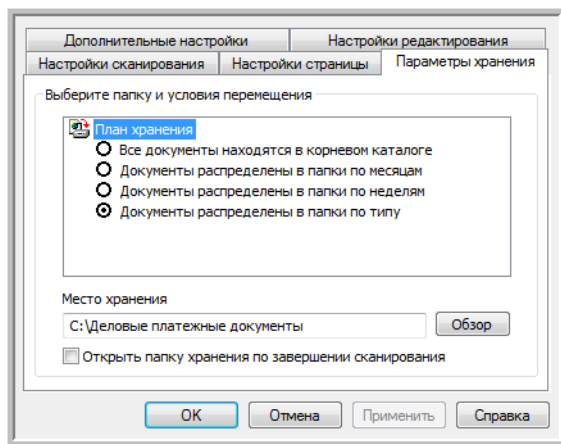 Дополнительные настройки
Настройки редактирования
Настройки сканирования
Настройки страницы
Параметры хранения
Выберите папку и условия перемещения
План хранения
Все документы находятся в корневом каталоге
Документы распределены в папки по месяцам
Документы распределены в папки по неделям
Документы распределены в папки по типу
Место хранения
С:\Деловые платежные документы
Обзор
Открыть папку хранения по завершении сканирования
OK
Отмена
Применить
Справка